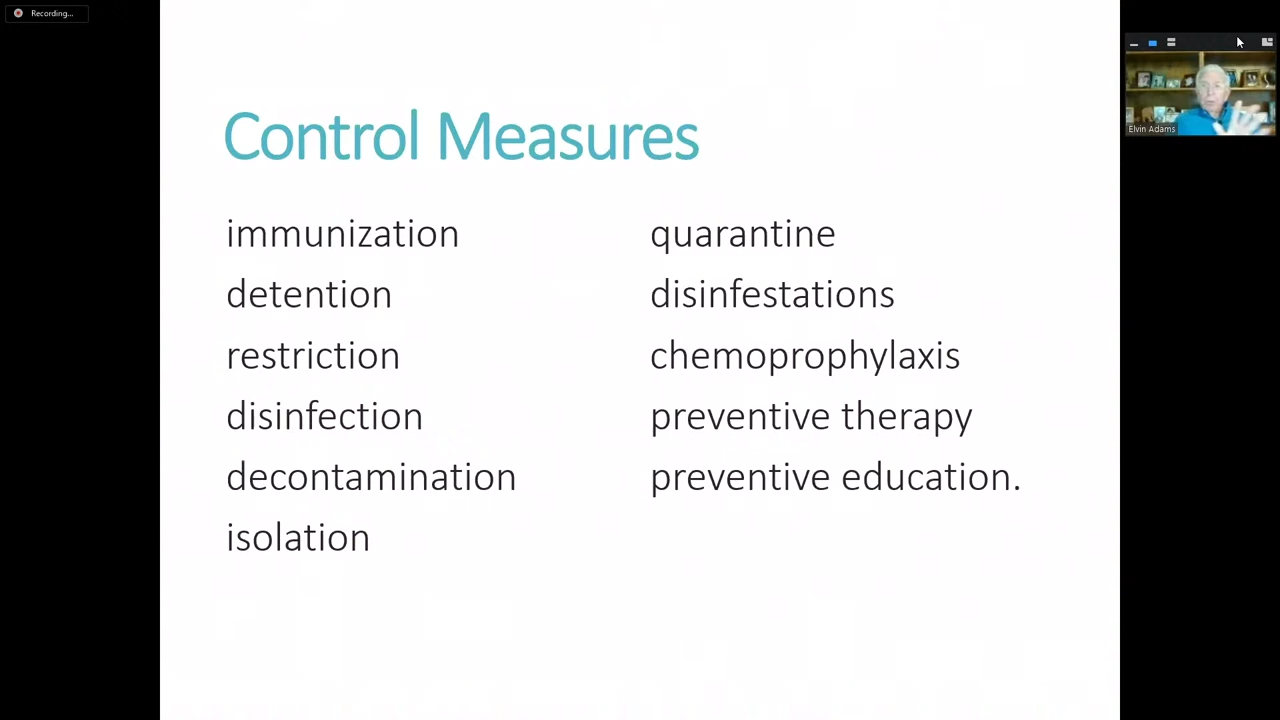 Recording...
Control Measures
immunization
detention
restriction
disinfection
decontamination
isolation
quarantine
disinfestations
chemoprophylaxis
preventive therapy
preventive education.
Elvin Adams